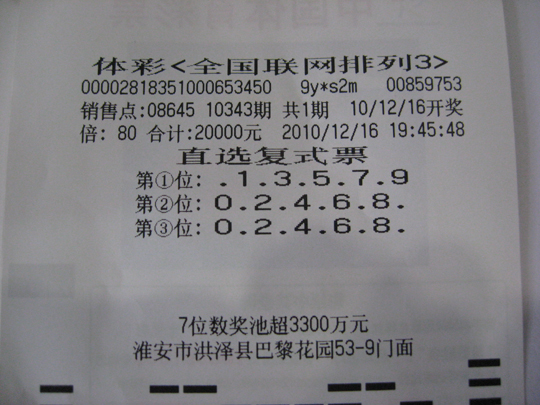 体彩<全国联网排列3>
00002818351000653450 9y*s2m 00859753
销售点:08645 10343期 共1期 10/12/16开奖
倍: 80 合计:20000元 2010/12/16 19:45:48
直选复式票
第①位: .1.3.5.7.9
第②位: 0.2.4.6.8.
第③位: 0.2.4.6.8.
7位数奖池超3300万元
淮安市洪泽县巴黎花园53-9门面